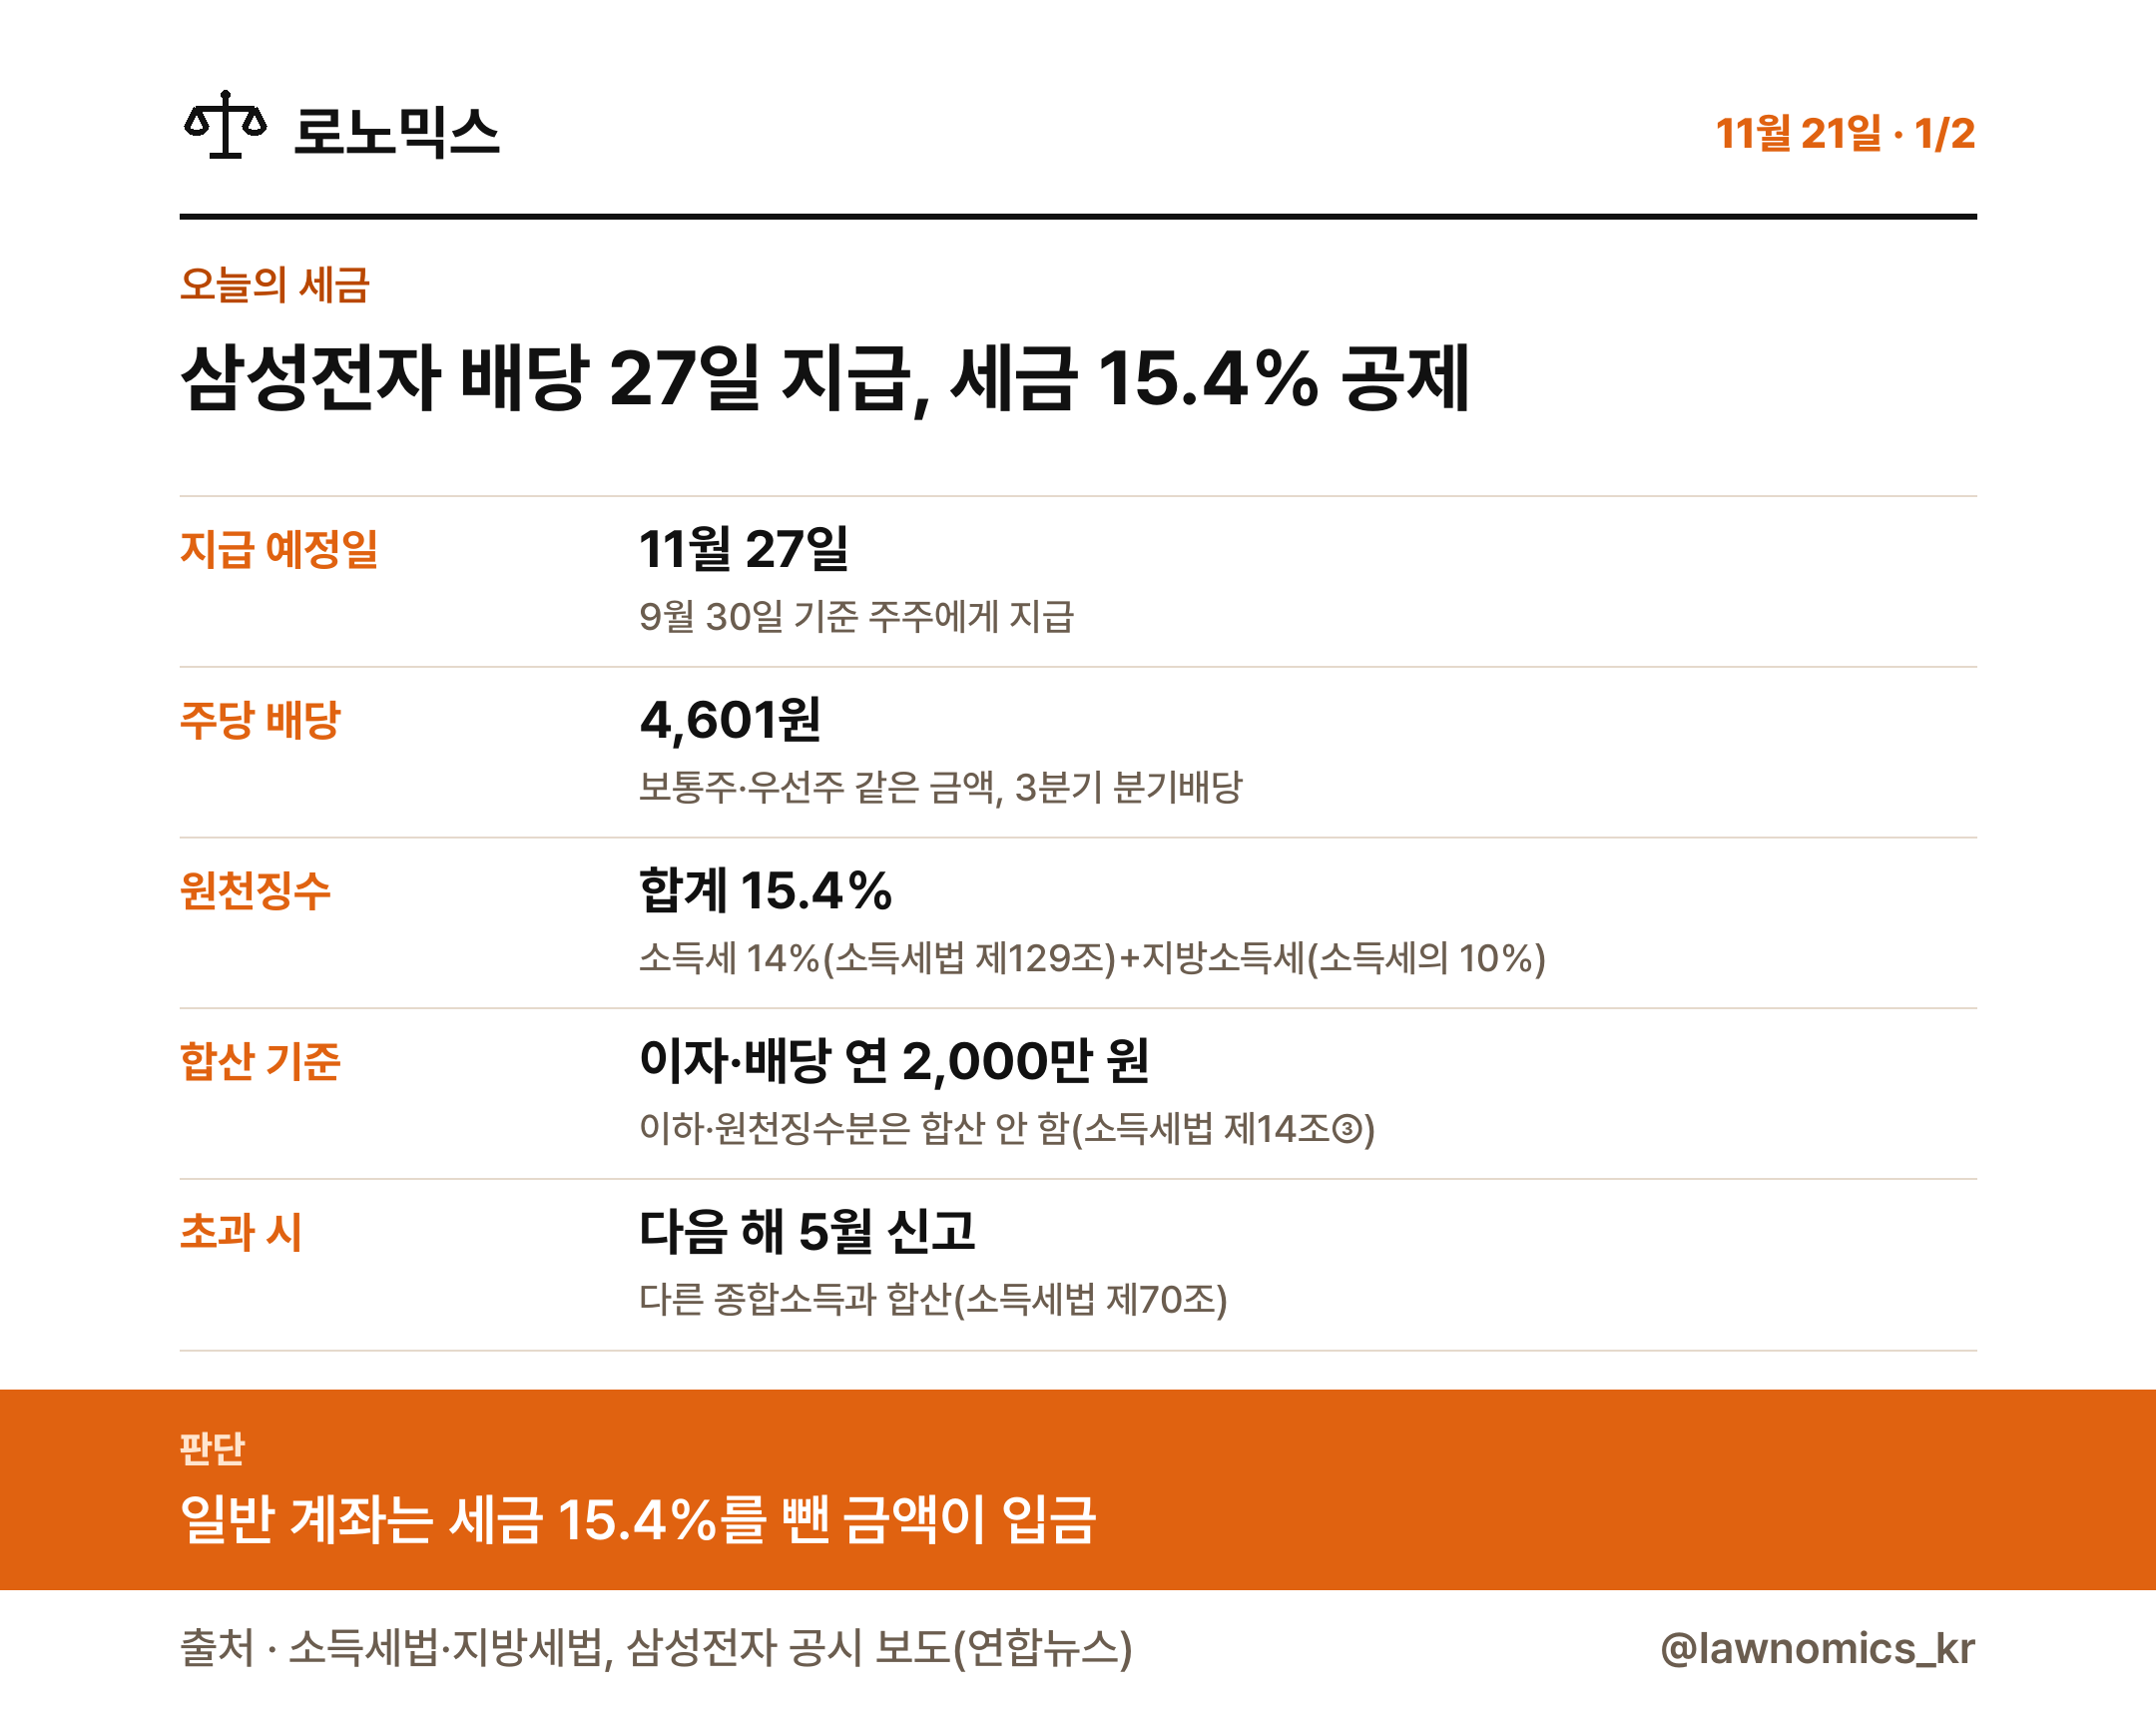 로노믹스
11월 21일 · 1/2
오늘의 세금
삼성전자 배당 27일 지급, 세금 15.4% 공제
지급 예정일
11월 27일
9월 30일 기준 주주에게 지급
주당 배당
4,601원
보통주·우선주 같은 금액, 3분기 분기배당
원천징수
합계 15.4%
소득세 14%(소득세법 제129조)+지방소득세(소득세의 10%)
합산 기준
이자·배당 연 2,000만 원
이하·원천징수분은 합산 안 함(소득세법 제14조③)
초과 시
다음 해 5월 신고
다른 종합소득과 합산(소득세법 제70조)
판단
일반 계좌는 세금 15.4%를 뺀 금액이 입금
출처 · 소득세법·지방세법, 삼성전자 공시 보도(연합뉴스)
@lawnomics_kr